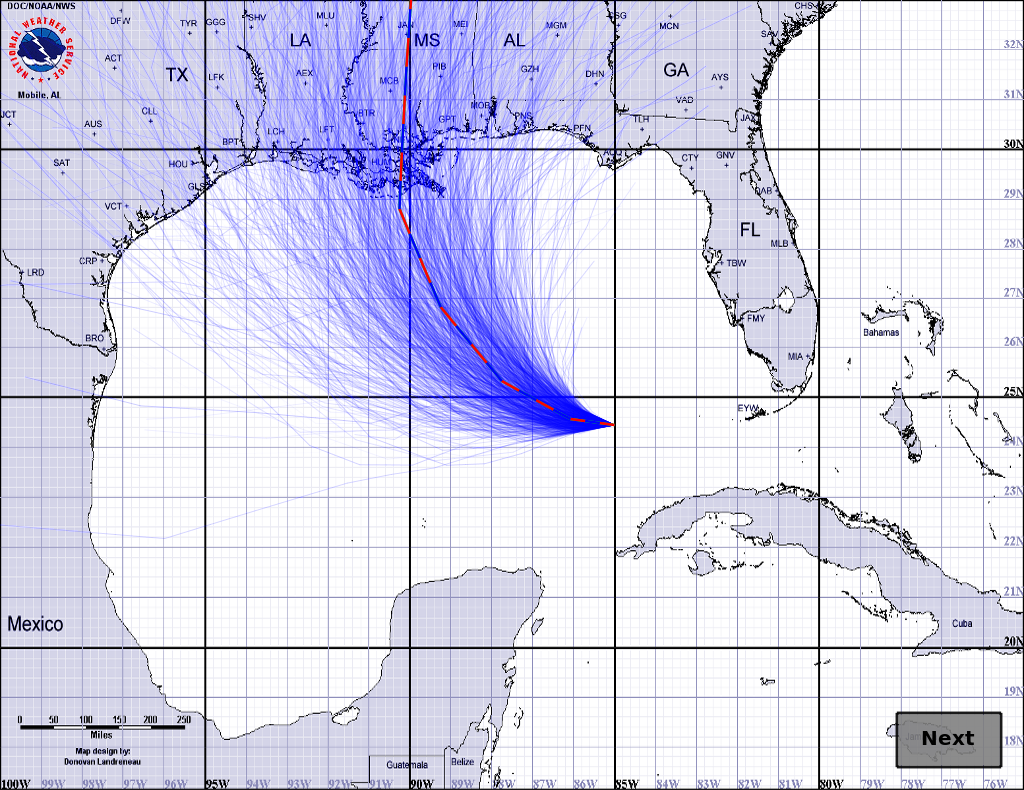 DOC/NOAA/NWS
NATIONAL WEATHER SERVICE
Mobile, AL
DFW
TYR
GGG
SHV
MLU
JAN
MEI
MGM
MCN
SAV
CHS
LA
MS
AL
GA
TX
ACT
LFK
AEX
MCB
PIB
GZH
DHN
AYS
VAD
JCT
AUS
CLL
BPT
LCH
LFT
BTR
GPT
MOB
PNS
PFN
TLH
SAT
HOU
GLS
HUM
CTY
GNV
DAB
VCT
FL
MLB
CRP
LRD
TBW
BRO
FMY
MIA
EYW
Bahamas
32N
31N
30N
29N
28N
27N
26N
25N
24N
23N
22N
21N
20N
19N
18N
Mexico
Cuba
Guatemala
Belize
0 50 100 150 200 250
Miles
Map design by:
Donovan Landreneau
Next
100W 99W 98W 97W 96W 95W 94W 93W 92W 91W 90W 89W 88W 87W 86W 85W 84W 83W 82W 81W 80W 79W 78W 77W 76W